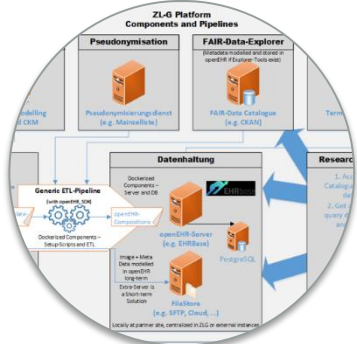 ZL-G Platform
Components and Pipelines
Pseudonymisation
FAIR-Data-Explorer
(Metadata modelled and stored in
openEHR if Explorer-Tools exists)
Pseudonymisierungsdienst
(e.g. Mainzelliste)
FAIR-Data Catalogue
(e.g. CKAN)
CKM
Datenhaltung
Generic ETL-Pipeline
(with openEHR_SDK)
openEHR-
Compositions
Dockerized Components –
Setup Scripts and ETL
Dockerized
Components –
Server and DB
EHRBase
openEHR-Server
(e.g. EHRBase)
PostgreSQL
Image + Meta
Data modelled
in openEHR
long-term
Extra Server is
a Short-term
Solution
FileStore
(e.g. SFTP, Cloud, ...)
Locally at partner site, centralized in ZLG or external instances
1.
2.